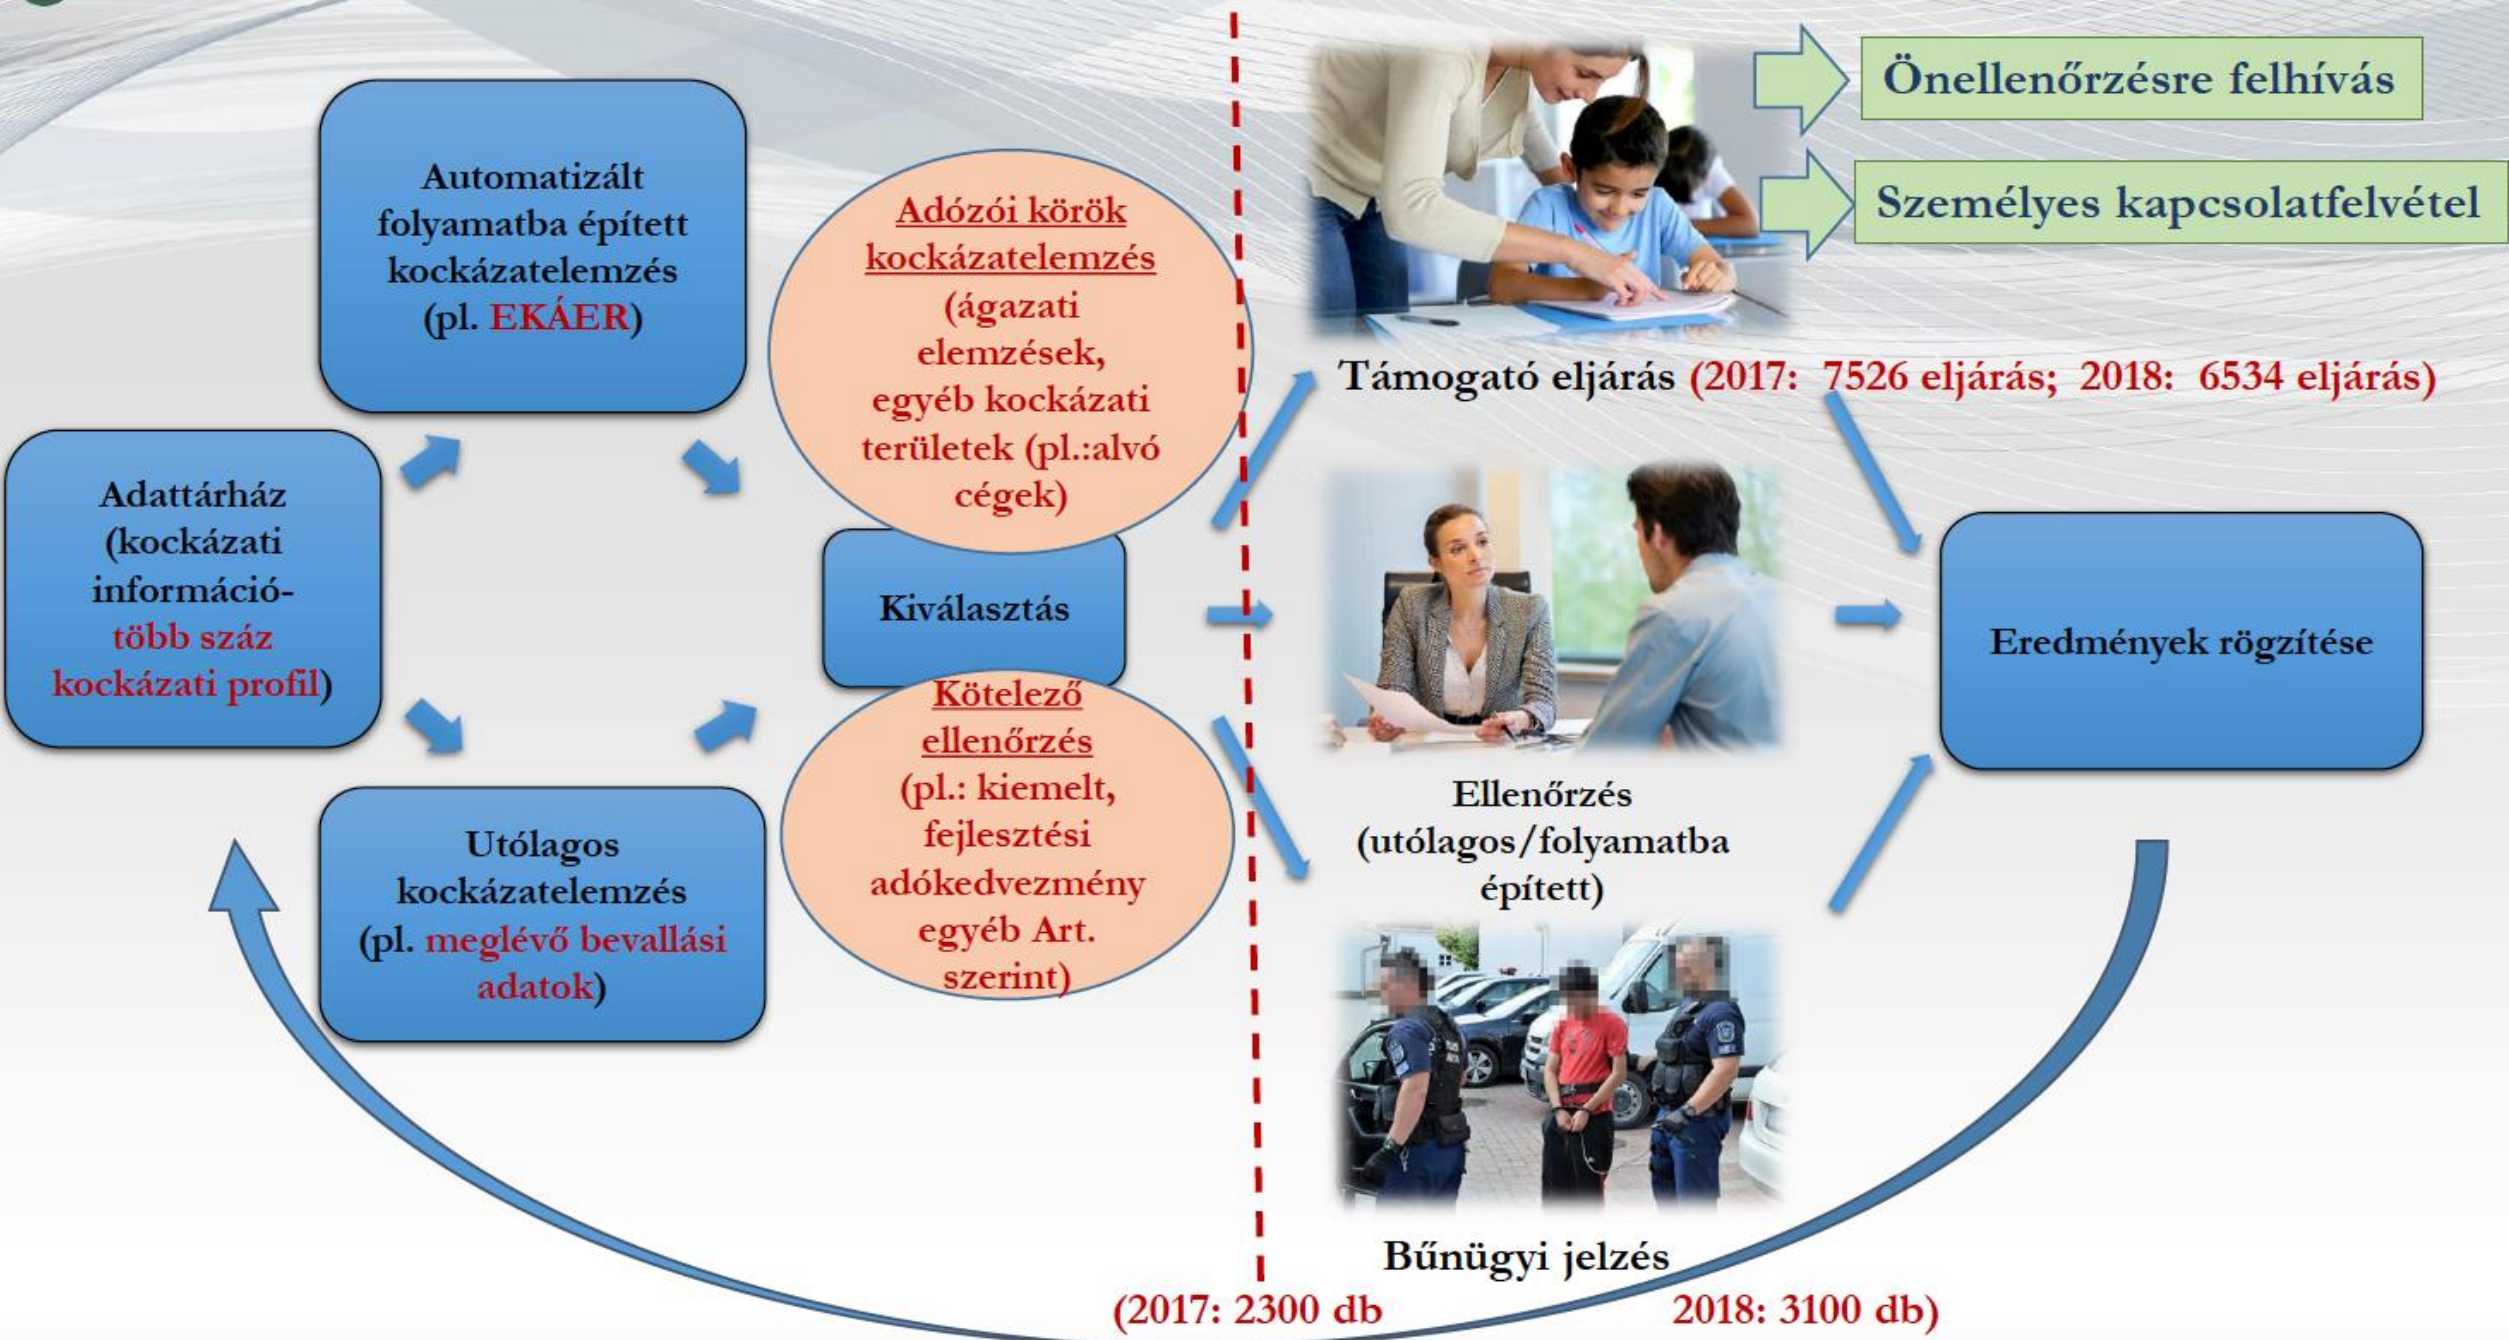 Automatizált
folyamatba épített
kockázatelemzés
(pl. EKÁER)
Adattárház
(kockázati
információ-
több száz
kockázati profil)
Utólagos
kockázatelemzés
(pl. meglévő bevallási
adatok)
Adózói körök
kockázatelemzés
(ágazati
elemzések,
egyéb kockázati
területek (pl.:alvó
cégek)
Kiválasztás
Kötelező
ellenőrzés
(pl.: kiemelt,
fejlesztési
adókedvezmény
egyéb Art.
szerint)
Önellenőrzésre felhívás
Személyes kapcsolatfelvétel
Támogató eljárás (2017: 7526 eljárás; 2018: 6534 eljárás)
Ellenőrzés
(utólagos/folyamatba
épített)
Bűnügyi jelzés
(2017: 2300 db 2018: 3100 db)
Eredmények rögzítése